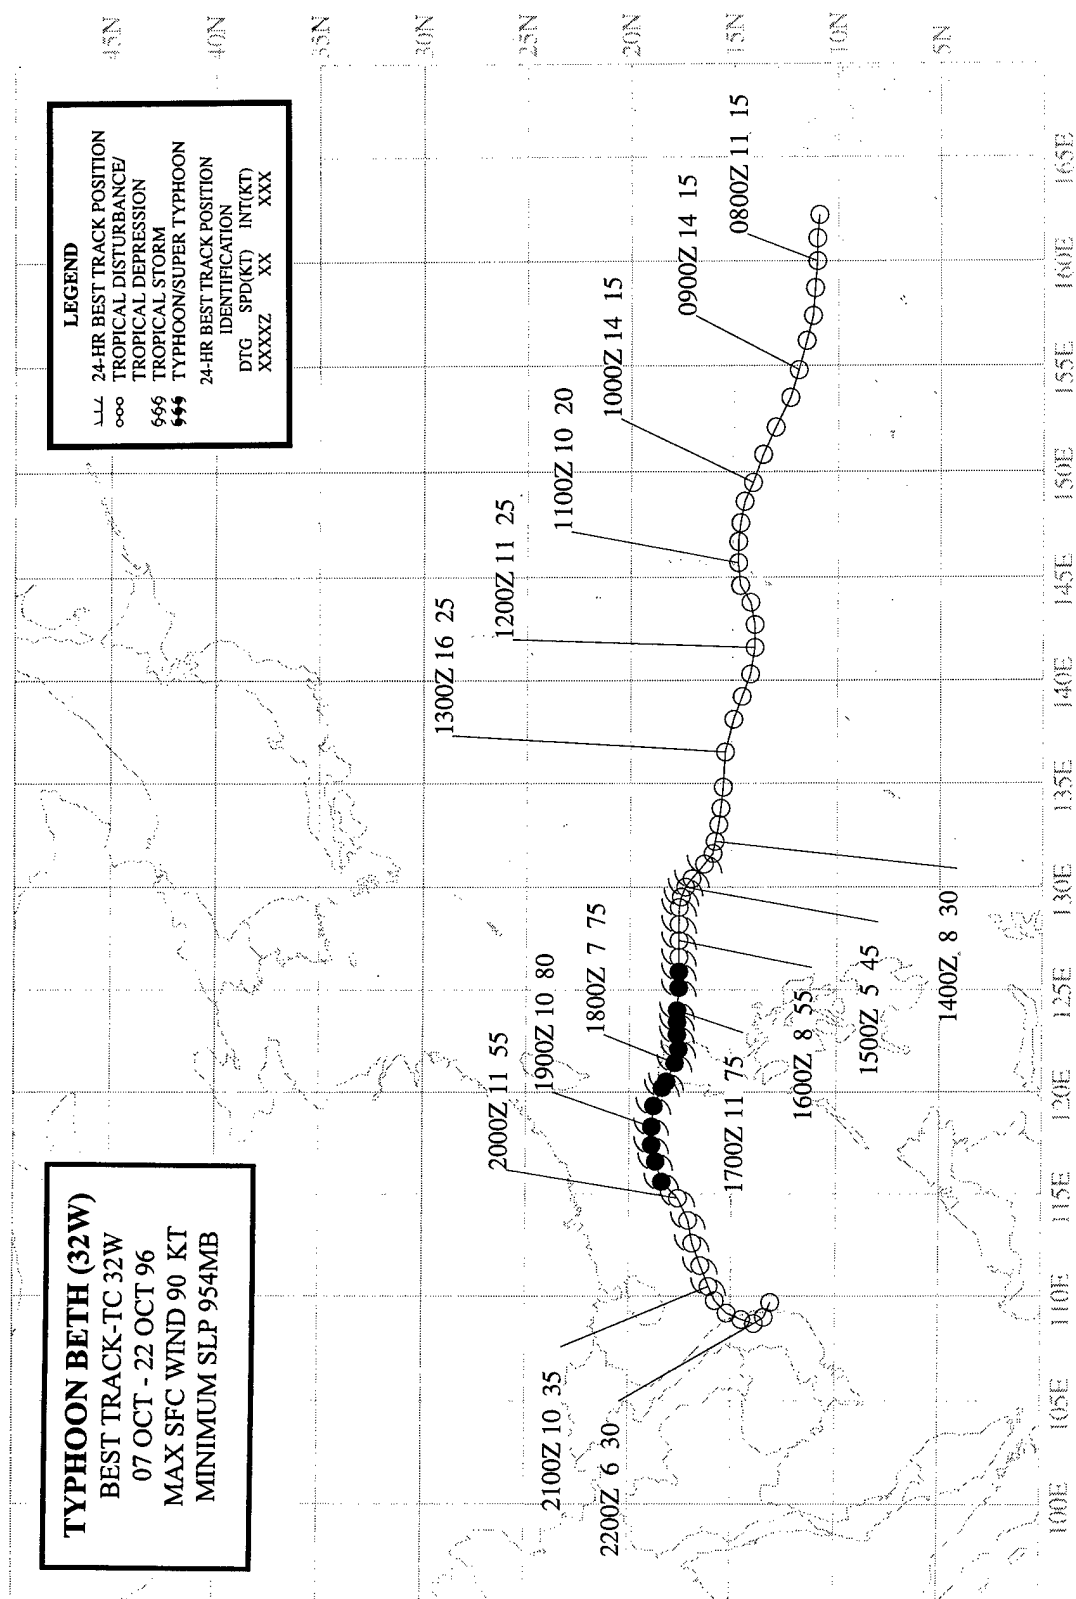 TYPHOON BETH (32W)
BEST TRACK-TC 32W
07 OCT - 22 OCT 96
MAX SFC WIND 90 KT
MINIMUM SLP 954MB
LEGEND
24-HR BEST TRACK POSITION
TROPICAL DISTURBANCE/
TROPICAL DEPRESSION
TROPICAL STORM
TYPHOON/SUPER TYPHOON
24-HR BEST TRACK POSITION
IDENTIFICATION
DTG SPD(KT) INT(KT)
XXXXZ XX XXX
45N
40N
35N
30N
25N
20N
15N
10N
5N
1300Z 16 25
1200Z 11 25
1100Z 10 20
1000Z 14 15
0900Z 14 15
0800Z 11 15
2000Z 11 55
1900Z 10 80
1800Z 7 75
2100Z 10 35
2200Z 6 30
1700Z 11 75
1600Z 8 55
1500Z 5 45
1400Z 8 30
100E
105E
110E
115E
120E
125E
130E
135E
140E
145E
150E
155E
160E
165E